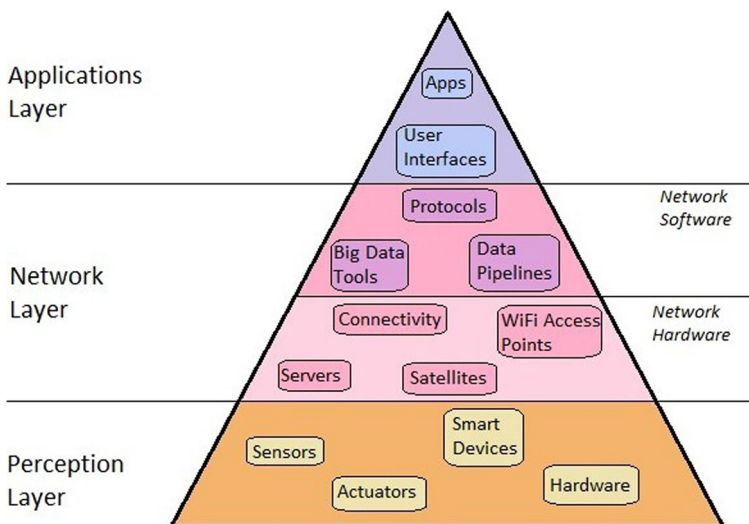 Applications
Layer
Apps
User
Interfaces
Network
Software
Protocols
Big Data
Tools
Data
Pipelines
Network
Layer
Network
Hardware
Connectivity
WiFi Access
Points
Servers
Satellites
Perception
Layer
Smart
Devices
Sensors
Actuators
Hardware